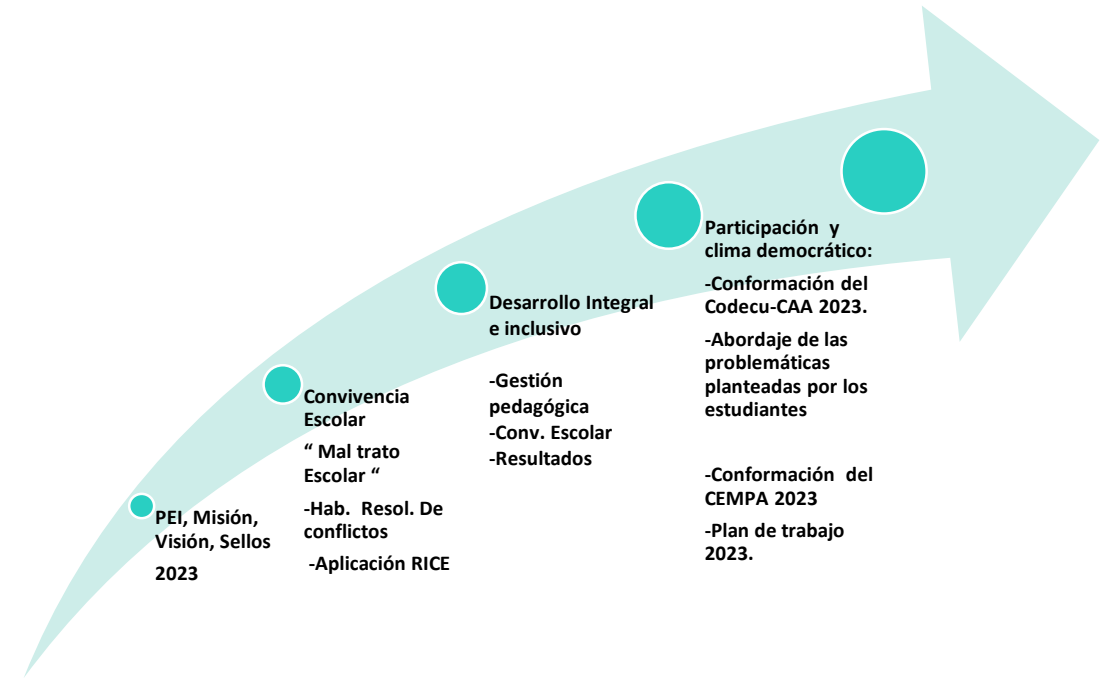 PEI, Misión,
Visión, Sellos
2023
Convivencia
Escolar
“ Mal trato
Escolar “
-Hab. Resol. De
conflictos
-Aplicación RICE
Desarrollo Integral
e inclusivo
-Gestión
pedagógica
-Conv. Escolar
-Resultados
Participación y
clima democrático:
-Conformación del
Codecu-CAA 2023.
-Abordaje de las
problemáticas
planteadas por los
estudiantes
-Conformación del
CEMPA 2023
-Plan de trabajo
2023.